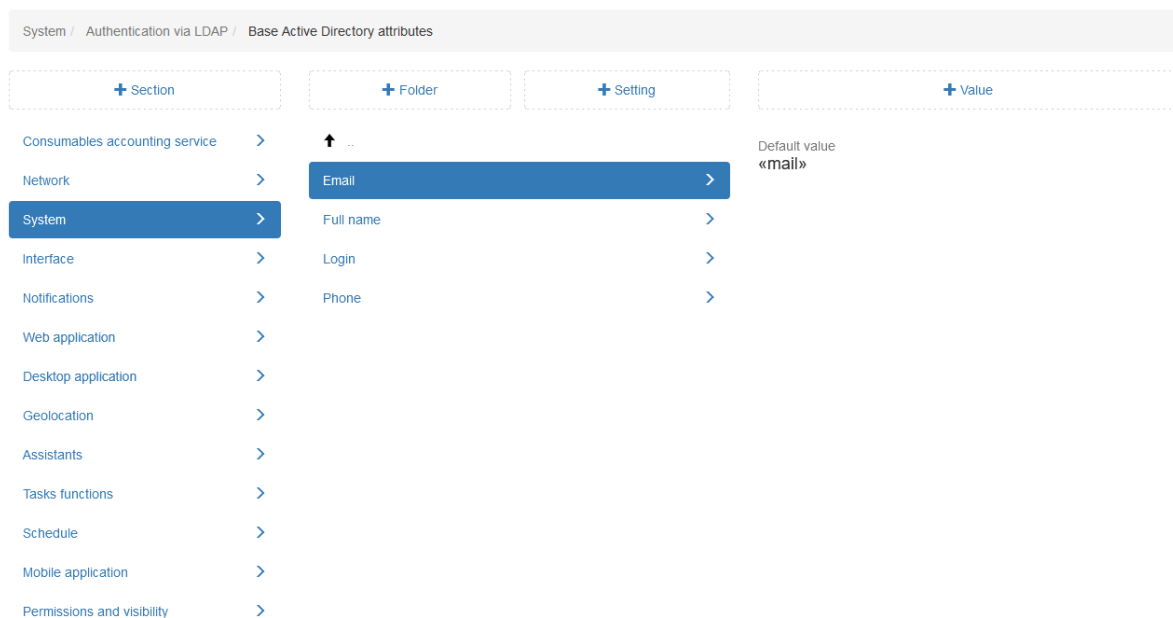 System / Authentication via LDAP / Base Active Directory attributes
+ Section
+ Folder
+ Setting
+ Value
Consumables accounting service
Network
System
Interface
Notifications
Web application
Desktop application
Geolocation
Assistants
Tasks functions
Schedule
Mobile application
Permissions and visibility
..
Email
Full name
Login
Phone
Default value
«mail»